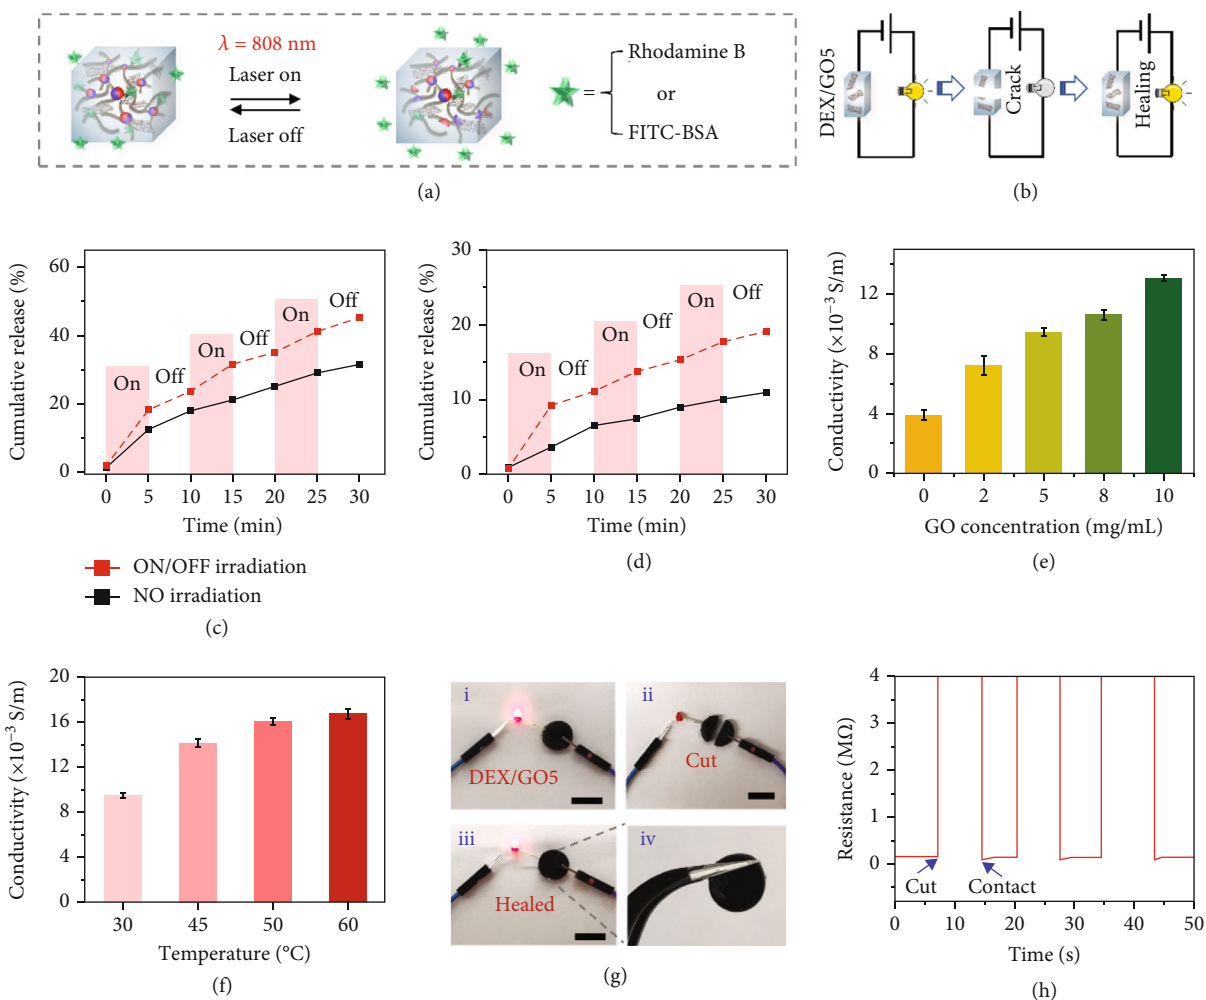 λ = 808 nm
Laser on
Laser off
Rhodamine B
=
or
FITC-BSA
(a)
DEX/GO5
Crack
Healing
(b)
Cumulative release (%)
60
40
20
0
On
Off
On
Off
On
Off
0 5 10 15 20 25 30
Time (min)
ON/OFF irradiation
NO irradiation
(c)
Cumulative release (%)
30
20
10
0
On
Off
On
Off
On
Off
0 5 10 15 20 25 30
Time (min)
(d)
Conductivity (×10⁻³ S/m)
12
8
4
0
0 2 5 8 10
GO concentration (mg/mL)
(e)
Conductivity (×10⁻³ S/m)
20
16
12
8
4
0
30 45 50 60
Temperature (°C)
(f)
i
DEX/GO5
ii
Cut
iii
Healed
iv
(g)
Resistance (MΩ)
4
3
2
1
0
Cut
Contact
0 10 20 30 40 50
Time (s)
(h)